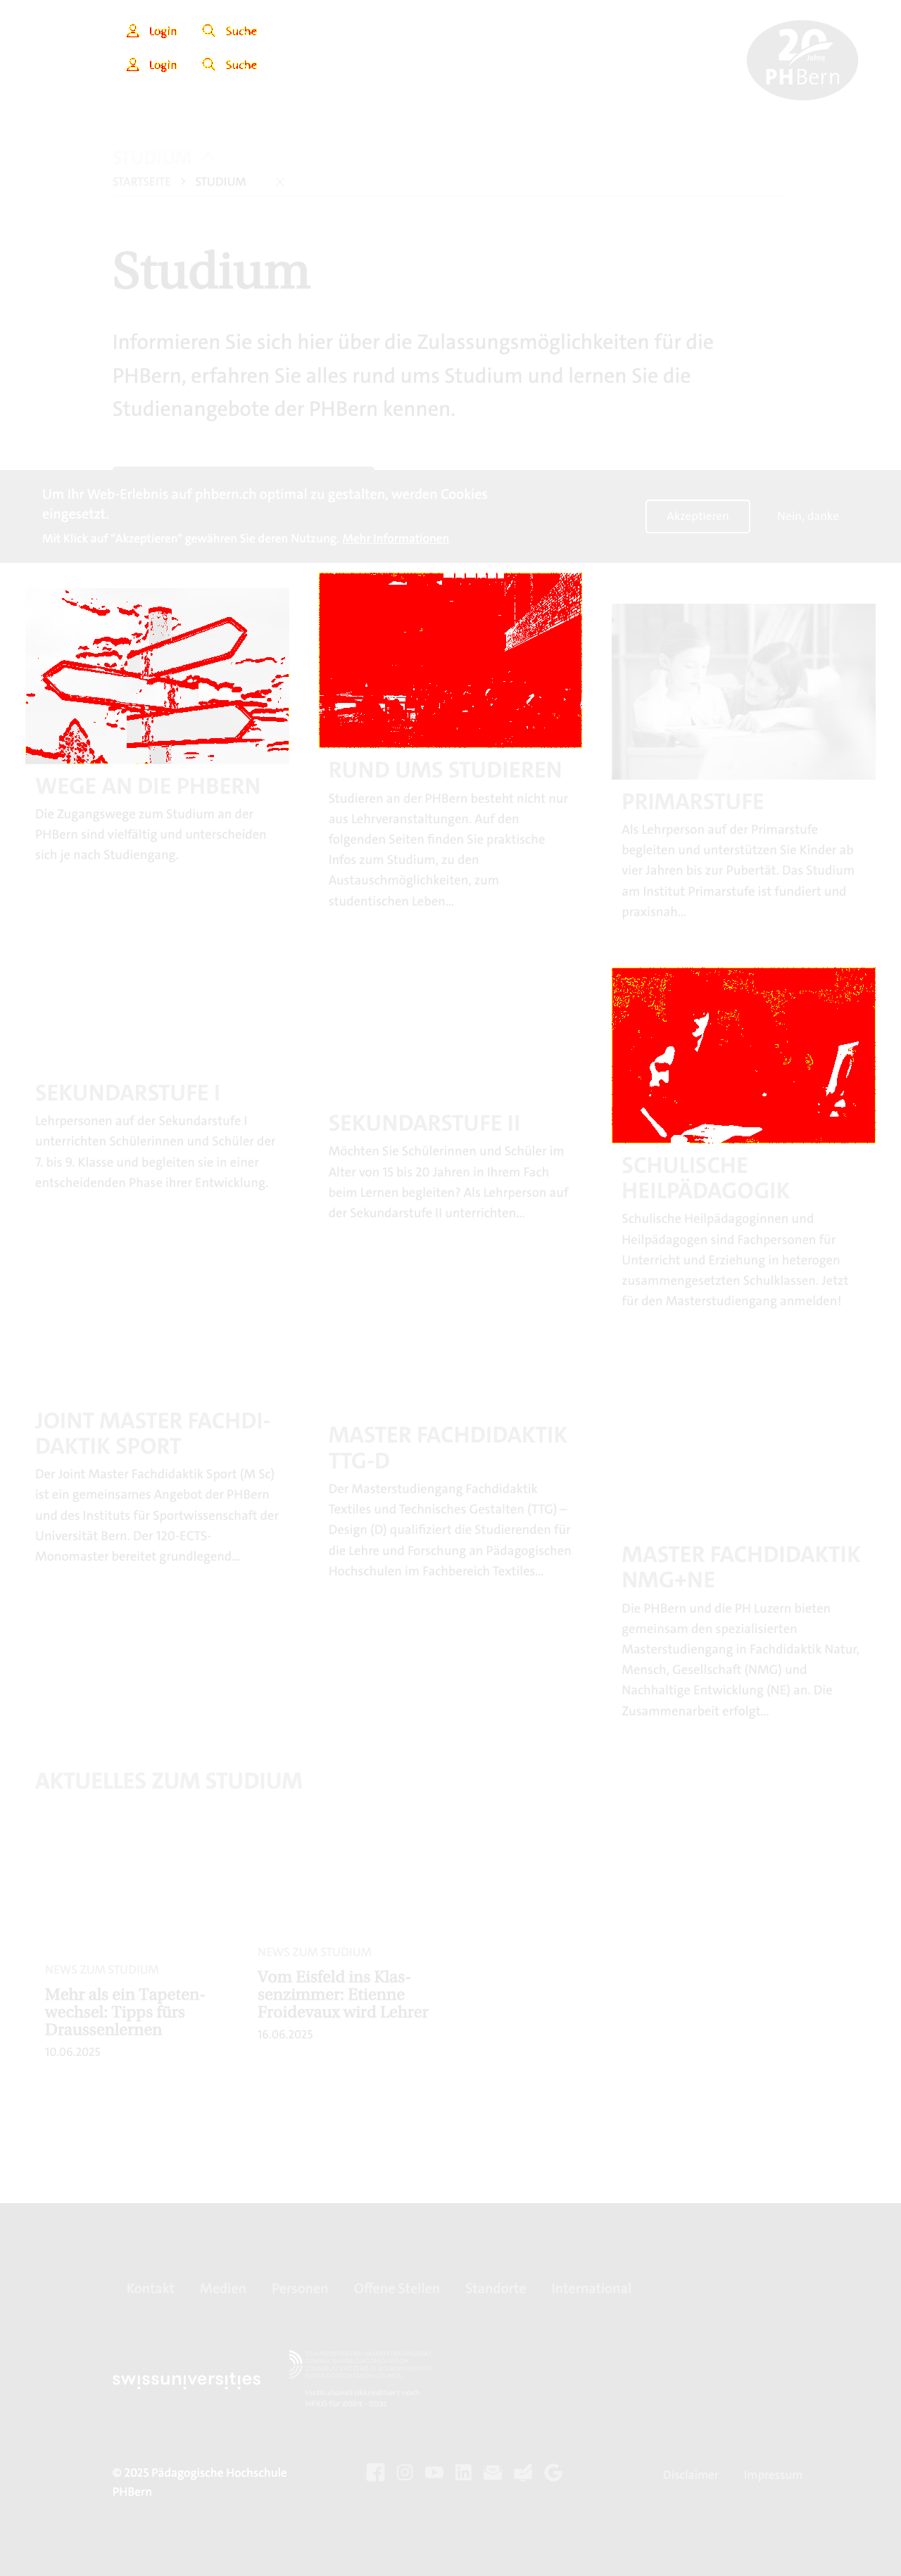 Login Suche
Login Suche
20
Jahre
PHBern
STUDIUM
STARTSEITE > STUDIUM
Studium
Informieren Sie sich hier über die Zulassungsmöglichkeiten für die
PHBern, erfahren Sie alles rund ums Studium und lernen Sie die
Studienangebote der PHBern kennen.
Um Ihr Web-Erlebnis auf phbern.ch optimal zu gestalten, werden Cookies
eingesetzt.
Mit Klick auf "Akzeptieren" gewähren Sie deren Nutzung. Mehr Informationen
Akzeptieren Nein, danke
WEGE AN DIE PHBERN
Die Zugangswege zum Studium an der
PHBern sind vielfältig und unterscheiden
sich je nach Studiengang.
RUND UMS STUDIEREN
Studieren an der PHBern besteht nicht nur
aus Lehrveranstaltungen. Auf den
folgenden Seiten finden Sie praktische
Infos zum Studium, zu den
Austauschmöglichkeiten, zum
studentischen Leben...
PRIMARSTUFE
Als Lehrperson auf der Primarstufe
begleiten und unterstützen Sie Kinder ab
vier Jahren bis zur Pubertät. Das Studium
am Institut Primarstufe ist fundiert und
praxisnah...
SEKUNDARSTUFE I
Lehrpersonen auf der Sekundarstufe I
unterrichten Schülerinnen und Schüler der
7. bis 9. Klasse und begleiten sie in einer
entscheidenden Phase ihrer Entwicklung.
SEKUNDARSTUFE II
Möchten Sie Schülerinnen und Schüler im
Alter von 15 bis 20 Jahren in Ihrem Fach
beim Lernen begleiten? Als Lehrperson auf
der Sekundarstufe II unterrichten...
SCHULISCHE
HEILPÄDAGOGIK
Schulische Heilpädagoginnen und
Heilpädagogen sind Fachpersonen für
Unterricht und Erziehung in heterogen
zusammengesetzten Schulklassen. Jetzt
für den Masterstudiengang anmelden!
JOINT MASTER FACHDI-
DAKTIK SPORT
Der Joint Master Fachdidaktik Sport (M Sc)
ist ein gemeinsames Angebot der PHBern
und des Instituts für Sportwissenschaft der
Universität Bern. Der 120-ECTS-
Monomaster bereitet grundlegend...
MASTER FACHDIDAKTIK
TTG-D
Der Masterstudiengang Fachdidaktik
Textiles und Technisches Gestalten (TTG) –
Design (D) qualifiziert die Studierenden für
die Lehre und Forschung an Pädagogischen
Hochschulen im Fachbereich Textiles...
MASTER FACHDIDAKTIK
NMG+NE
Die PHBern und die PH Luzern bieten
gemeinsam den spezialisierten
Masterstudiengang in Fachdidaktik Natur,
Mensch, Gesellschaft (NMG) und
Nachhaltige Entwicklung (NE) an. Die
Zusammenarbeit erfolgt...
AKTUELLES ZUM STUDIUM
NEWS ZUM STUDIUM
Mehr als ein Tapeten-
wechsel: Tipps fürs
Draussenlernen
10.06.2025
NEWS ZUM STUDIUM
Vom Eisfeld ins Klas-
senzimmer: Etienne
Froidevaux wird Lehrer
16.06.2025
Kontakt Medien Personen Offene Stellen Standorte International
swissuniversities
© 2025 Pädagogische Hochschule
PHBern
Disclaimer Impressum